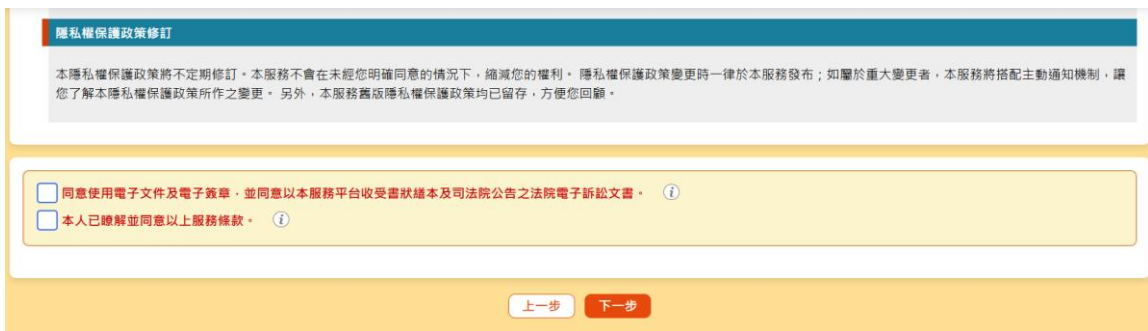 隱私權保護政策修訂
本隱私權保護政策將不定期修訂。本服務不會在未經您明確同意的情況下，縮減您的權利。 隱私權保護政策變更時一律於本服務發布；如屬於重大變更者，本服務將搭配主動通知機制，讓
您了解本隱私權保護政策所作之變更。 另外，本服務舊版隱私權保護政策均已留存，方便您回顧。
同意使用電子文件及電子簽章，並同意以本服務平台收受書狀繕本及司法院公告之法院電子訴訟文書。 i
本人已瞭解並同意以上服務條款。 i
上一步 下一步